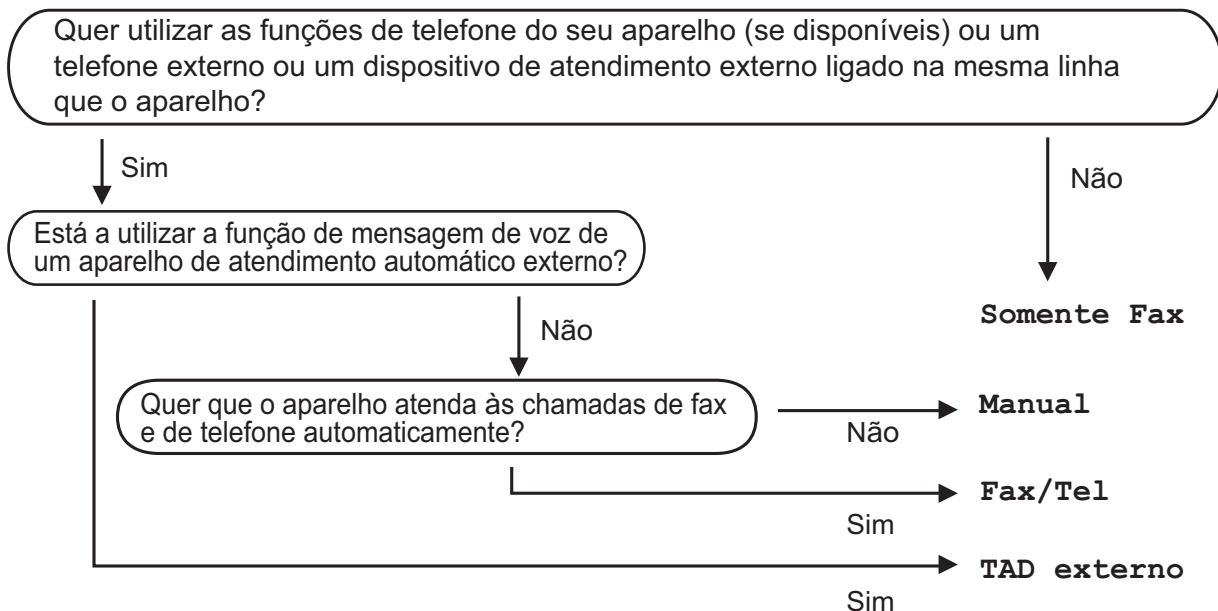 Quer utilizar as funções de telefone do seu aparelho (se disponíveis) ou um
telefone externo ou um dispositivo de atendimento externo ligado na mesma linha
que o aparelho?
Sim
Não
Está a utilizar a função de mensagem de voz de
um aparelho de atendimento automático externo?
Não
Somente Fax
Quer que o aparelho atenda às chamadas de fax
e de telefone automaticamente?
Não
Manual
Sim
Fax/Tel
Sim
TAD externo